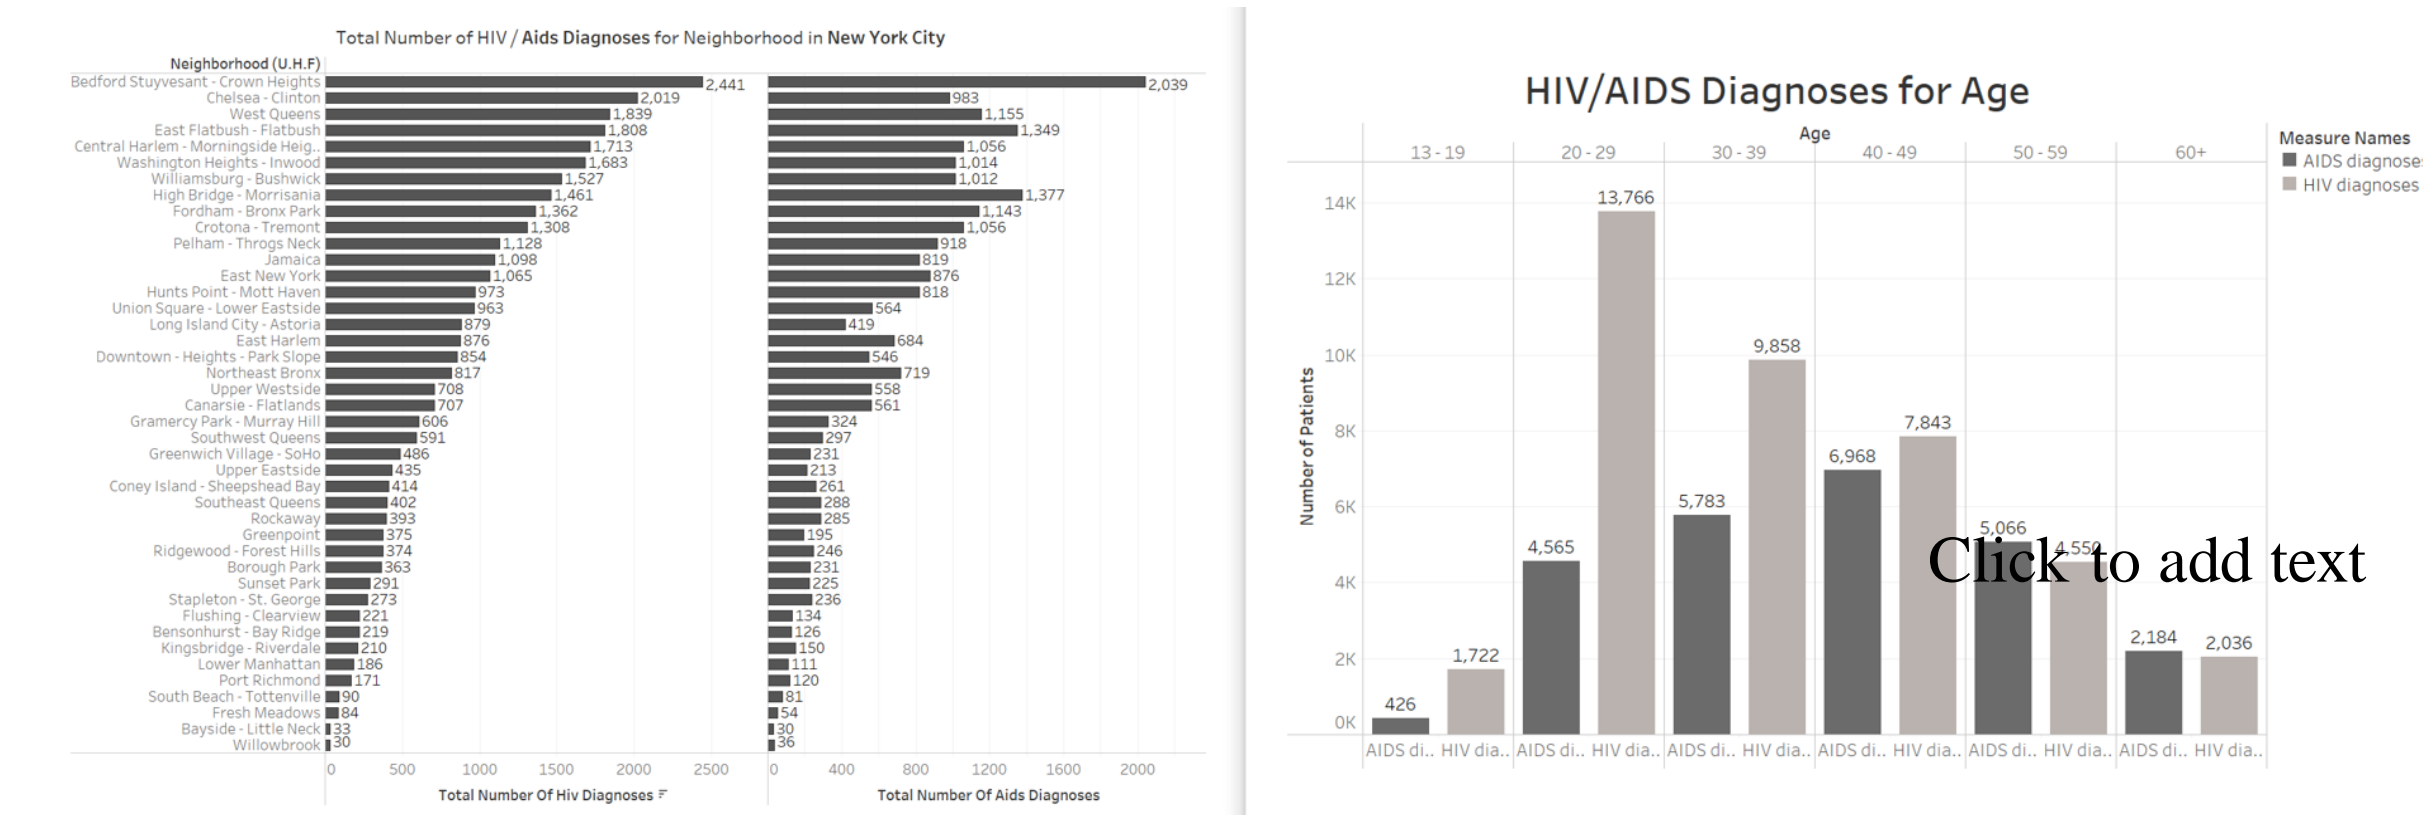 Total Number of HIV / Aids Diagnoses for Neighborhood in New York City
Neighborhood (U.H.F)
Bedford Stuyvesant - Crown Heights 2,441 2,039
Chelsea - Clinton 2,019 983
West Queens 1,839 1,155
East Flatbush - Flatbush 1,808 1,349
Central Harlem - Morningside Heig.. 1,713 1,056
Washington Heights - Inwood 1,683 1,014
Williamsburg - Bushwick 1,527 1,012
High Bridge - Morrisania 1,461 1,377
Fordham - Bronx Park 1,362 1,143
Crotona - Tremont 1,308 1,056
Pelham - Throgs Neck 1,128 918
Jamaica 1,098 819
East New York 1,065 876
Hunts Point - Mott Haven 973 818
Union Square - Lower Eastside 963 564
Long Island City - Astoria 879 419
East Harlem 876 684
Downtown - Heights - Park Slope 854 546
Northeast Bronx 817 719
Upper Westside 708 558
Canarsie - Flatlands 707 561
Gramercy Park - Murray Hill 606 324
Southwest Queens 591 297
Greenwich Village - SoHo 486 231
Upper Eastside 435 213
Coney Island - Sheepshead Bay 414 261
Southeast Queens 402 288
Rockaway 393 285
Greenpoint 375 195
Ridgewood - Forest Hills 374 246
Borough Park 363 231
Sunset Park 291 225
Stapleton - St. George 273 236
Flushing - Clearview 221 134
Bensonhurst - Bay Ridge 219 126
Kingsbridge - Riverdale 210 150
Lower Manhattan 186 111
Port Richmond 171 120
South Beach - Tottenville 90 81
Fresh Meadows 84 54
Bayside - Little Neck 33 30
Willowbrook 30 36
0 500 1000 1500 2000 2500 0 400 800 1200 1600 2000
Total Number Of Hiv Diagnoses Total Number Of Aids Diagnoses
HIV/AIDS Diagnoses for Age
Age
13 - 19 20 - 29 30 - 39 40 - 49 50 - 59 60+
Measure Names
AIDS diagnoses
HIV diagnoses
Number of Patients
14K
12K
10K
8K
6K
4K
2K
0K
426 1,722 4,565 13,766 5,783 9,858 6,968 7,843 5,066 4,550 2,184 2,036
Click to add text
AIDS di.. HIV dia.. AIDS di.. HIV dia.. AIDS di.. HIV dia.. AIDS di.. HIV dia.. AIDS di.. HIV dia.. AIDS di.. HIV dia..